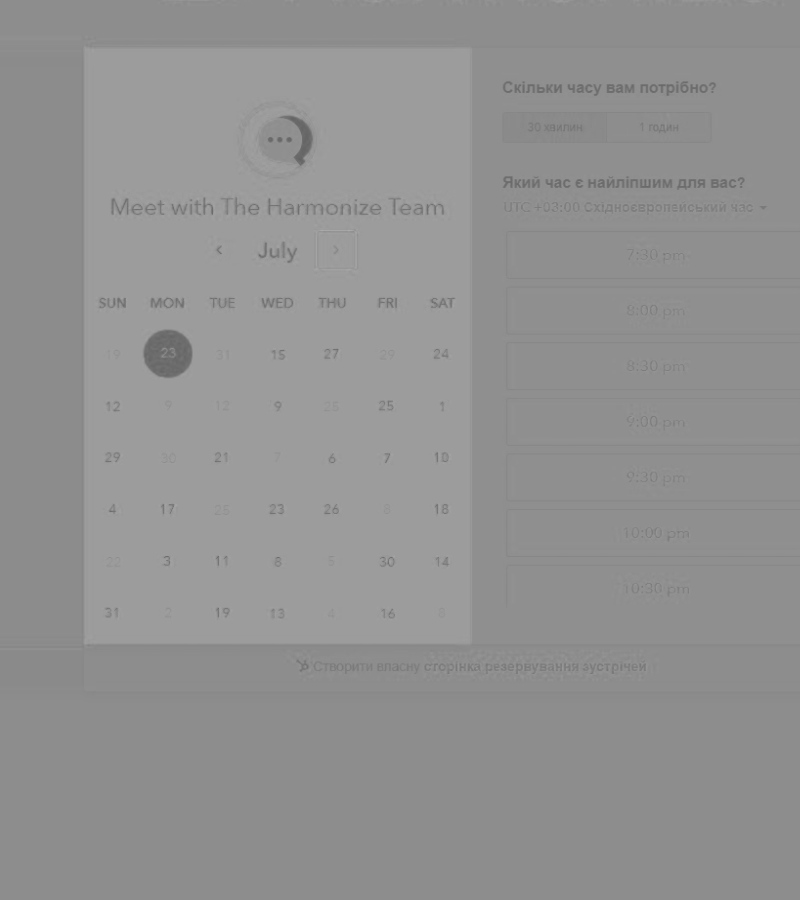 Meet with The Harmonize Team
July
SUN MON TUE WED THU FRI SAT
19 23 31 15 27 29 24
12 9 12 9 25 25 1
29 30 21 7 6 7 10
4 17 25 23 26 8 18
22 3 11 8 5 30 14
31 2 19 13 4 16 8
Скільки часу вам потрібно?
30 хвилин 1 годин
Який час є найліпшим для вас?
UTC +03:00 Східноєвропейський час
7:30 pm
8:00 pm
8:30 pm
9:00 pm
9:30 pm
10:00 pm
10:30 pm
Створити власну сторінка резервування зустрічей